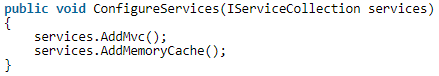 public void ConfigureServices(IServiceCollection services)
{
    services.AddMvc();
    services.AddMemoryCache();
}